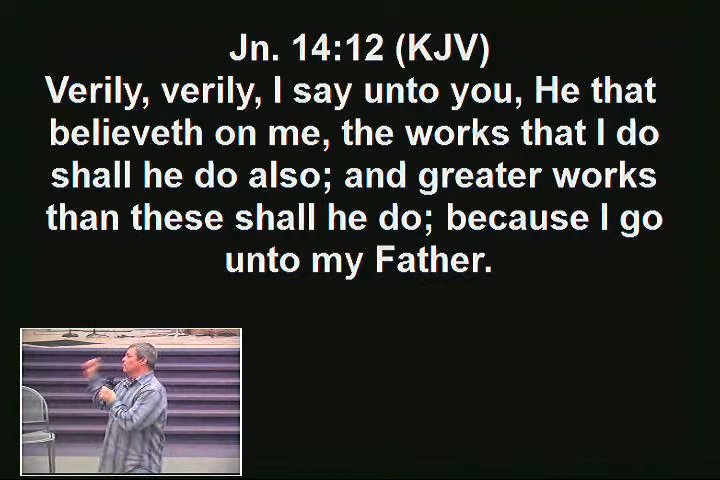 Jn. 14:12 (KJV)
Verily, verily, I say unto you, He that
believeth on me, the works that I do
shall he do also; and greater works
than these shall he do; because I go
unto my Father.